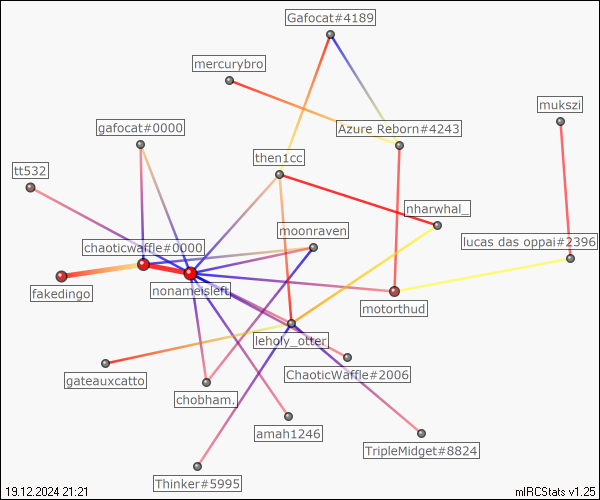 Gafocat#4189
mercurybro
mukszi
gafocat#0000
Azure Reborn#4243
then1cc
tt532
nharwhal_
moonraven
lucas das oppai#2396
chaoticwaffle#0000
fakedingo
nonameisleft
motorthud
leholy_otter
ChaoticWaffle#2006
gateauxcatto
chobham.
amah1246
TripleMidget#8824
Thinker#5995
19.12.2024 21:21
mIRCStats v1.25